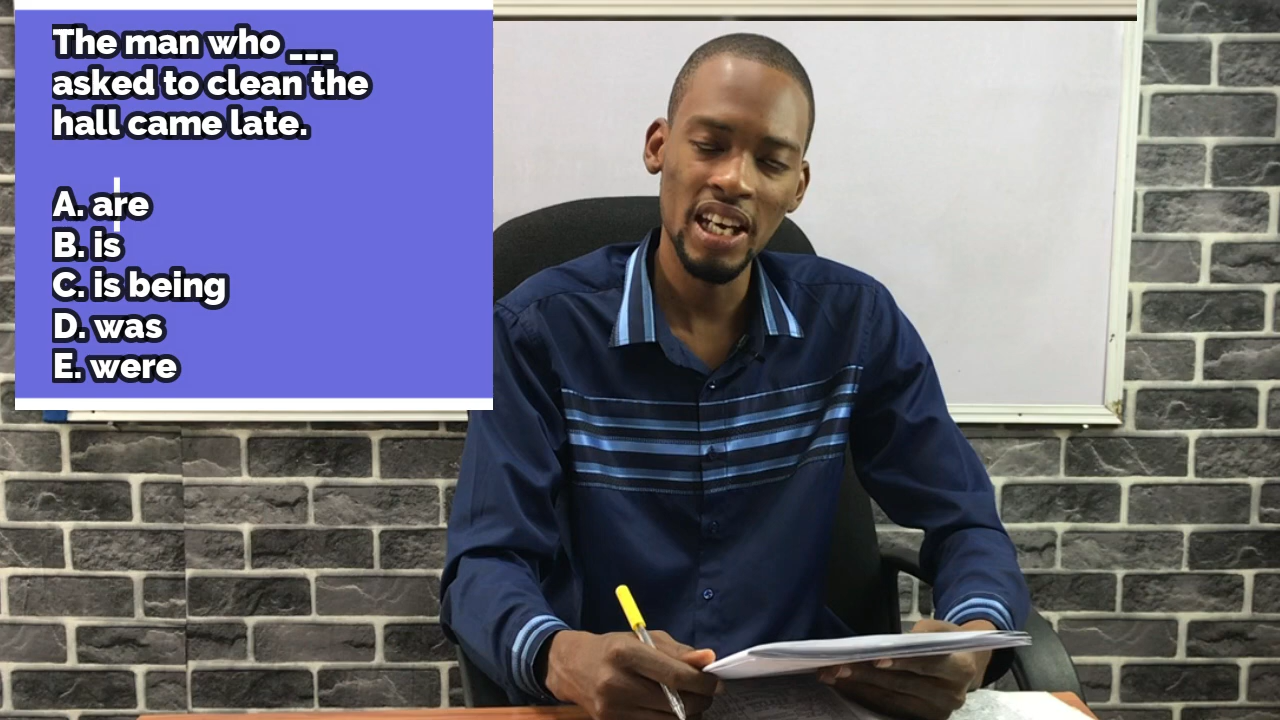 The man who ___
asked to clean the
hall came late.
A. are
B. is
C. is being
D. was
E. were